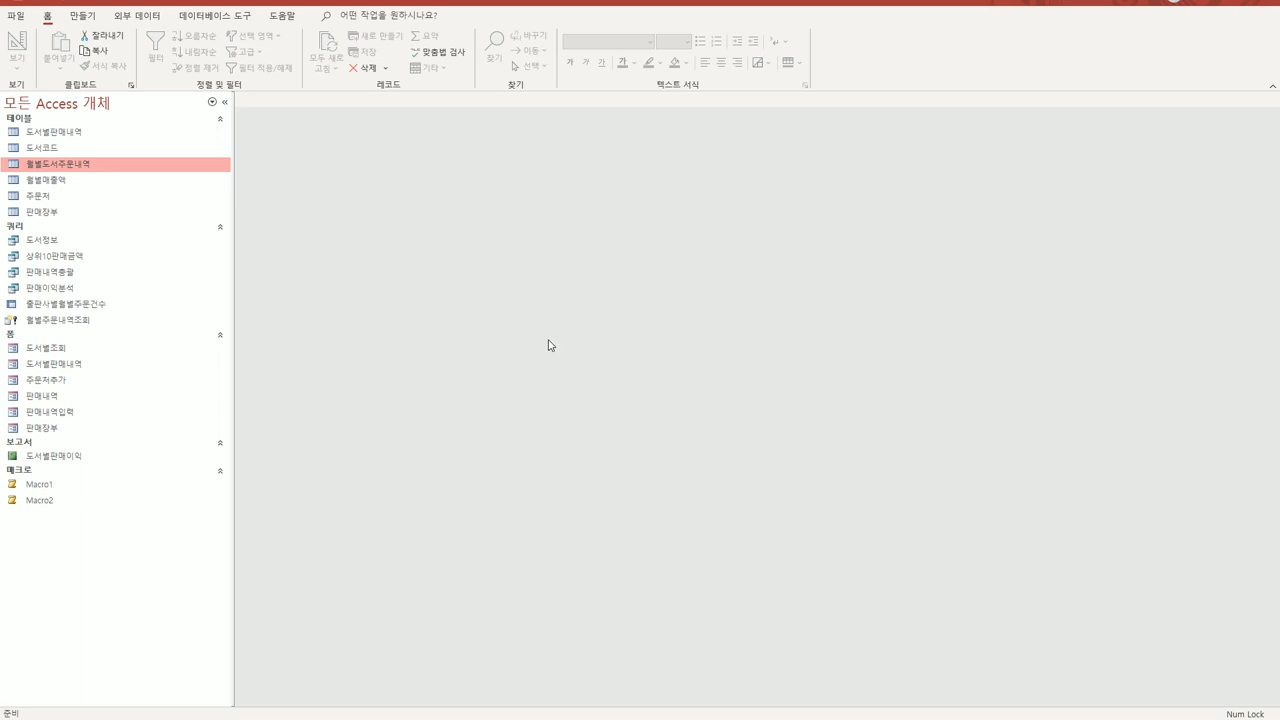 파일 홈 만들기 외부 데이터 데이터베이스 도구 도움말 어떤 작업을 원하시나요?
보기 붙여넣기 잘라내기 복사 서식 복사
필터 오름차순 내림차순 정렬 제거 선택 영역 고급 필터 적용/해제
모두 새로 고침 새로 만들기 저장 삭제 요약 맞춤법 검사 기타
찾기 바꾸기 이동 선택
가 가 가 가
보기 클립보드 정렬 및 필터 레코드 찾기 텍스트 서식
모든 Access 개체
테이블
도서별판매내역
도서코드
월별도서주문내역
월별매출액
주문처
판매장부
쿼리
도서정보
상위10판매금액
판매내역총괄
판매이익분석
출판사별월별주문건수
월별주문내역조회
폼
도서별조회
도서별판매내역
주문처추가
판매내역
판매내역입력
판매장부
보고서
도서별판매이익
매크로
Macro1
Macro2
준비 Num Lock